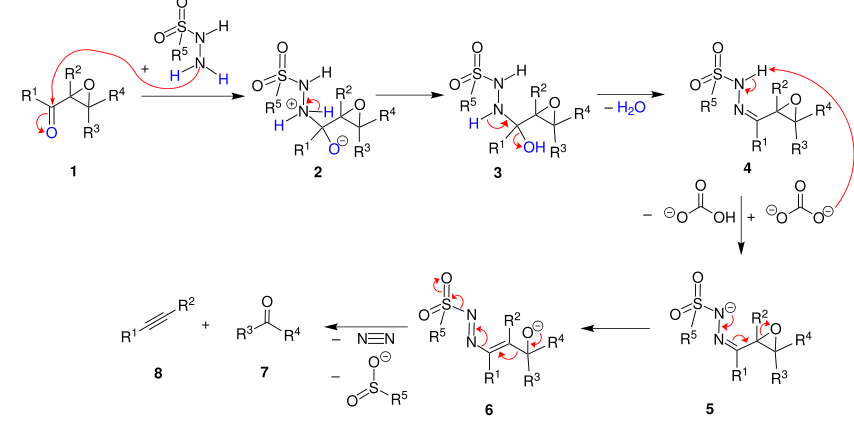 O S O N H R⁵ + N H H
R¹ R² O R⁴ R³ O
1
O S O N H R⁵ H N ⊕ H R² O R⁴ R¹ O ⊖ R³
2
O S O N H R⁵ H N R² O R⁴ R¹ OH R³
3
– H₂O
O S O N H R⁵ N R² O R⁴ R¹ R³
4
– ⊖ O O OH + ⊖ O O O ⊖
R¹ R²
8
+
R³ O R⁴
7
– N N
– O S O ⊖ R⁵
O S O R⁵ N N R² O ⊖ R⁴ R¹ R³
6
O S O N ⊖ R⁵ N R² O R⁴ R¹ R³
5